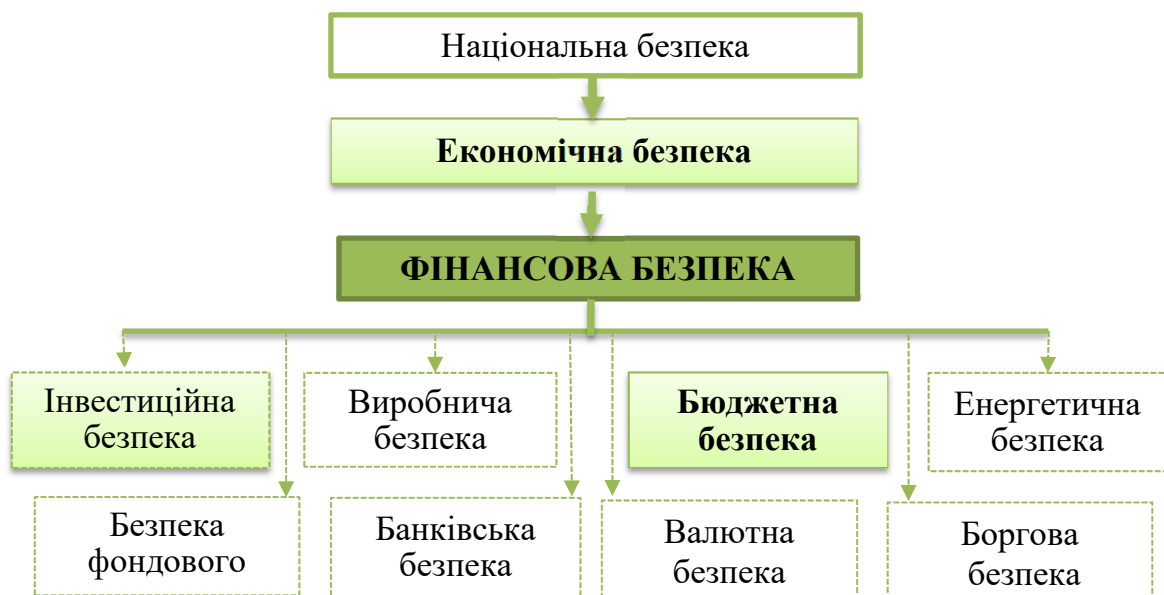 Національна безпека
Економічна безпека
ФІНАНСОВА БЕЗПЕКА
Інвестиційна
безпека
Виробнича
безпека
Бюджетна
безпека
Енергетична
безпека
Безпека
фондового
Банківська
безпека
Валютна
безпека
Боргова
безпека